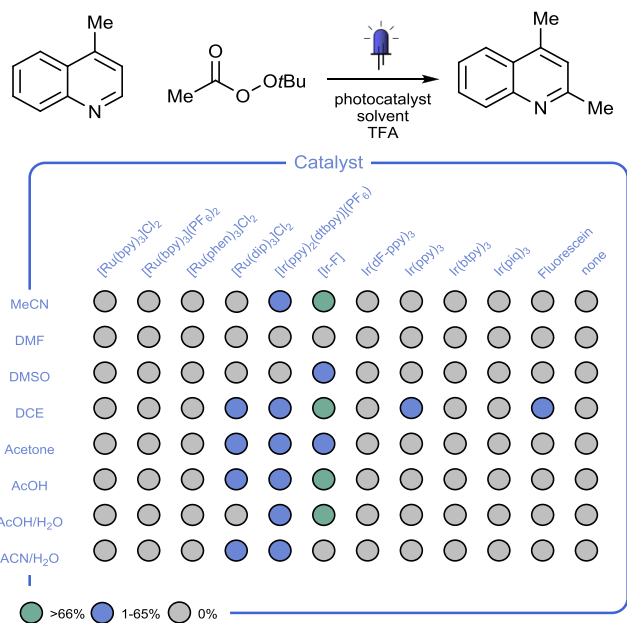 Me
N
Me
O
O
OtBu
photocatalyst
solvent
TFA
Me
N
Me
Catalyst
[Ru(bpy)₃]Cl₂
[Ru(bpy)₃](PF₆)₂
[Ru(phen)₃]Cl₂
[Ru(dip)₃]Cl₂
[Ir(ppy)₂(dtbpy)](PF₆)
[Ir-F]
Ir(dF-ppy)₃
Ir(ppy)₃
Ir(btpy)₃
Ir(piq)₃
Fluorescein
none
MeCN
DMF
DMSO
DCE
Acetone
AcOH
AcOH/H₂O
ACN/H₂O
>66%
1-65%
0%